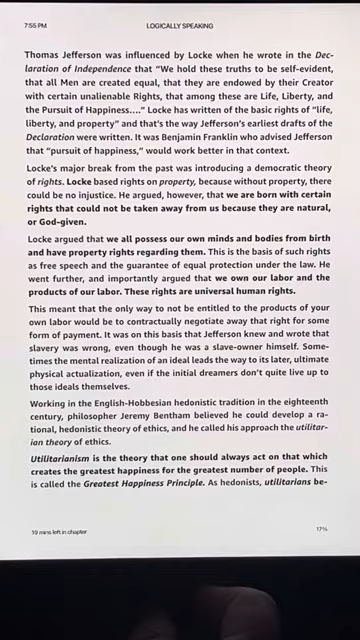 7:55 PM
LOGICALLY SPEAKING
Thomas Jefferson was influenced by Locke when he wrote in the Dec-
laration of Independence that “We hold these truths to be self-evident,
that all Men are created equal, that they are endowed by their Creator
with certain unalienable Rights, that among these are Life, Liberty, and
the Pursuit of Happiness....” Locke has written of the basic rights of “life,
liberty, and property” and that’s the way Jefferson’s earliest drafts of the
Declaration were written. It was Benjamin Franklin who advised Jefferson
that “pursuit of happiness,” would work better in that context.
Locke’s major break from the past was introducing a democratic theory
of rights. Locke based rights on property, because without property, there
could be no injustice. He argued, however, that we are born with certain
rights that could not be taken away from us because they are natural,
or God-given.
Locke argued that we all possess our own minds and bodies from birth
and have property rights regarding them. This is the basis of such rights
as free speech and the guarantee of equal protection under the law. He
went further, and importantly argued that we own our labor and the
products of our labor. These rights are universal human rights.
This meant that the only way to not be entitled to the products of your
own labor would be to contractually negotiate away that right for some
form of payment. It was on this basis that Jefferson knew and wrote that
slavery was wrong, even though he was a slave-owner himself. Some-
times the mental realization of an ideal leads the way to its later, ultimate
physical actualization, even if the initial dreamers don’t quite live up to
those ideals themselves.
Working in the English-Hobbesian hedonistic tradition in the eighteenth
century, philosopher Jeremy Bentham believed he could develop a ra-
tional, hedonistic theory of ethics, and he called his approach the utilitar-
ian theory of ethics.
Utilitarianism is the theory that one should always act on that which
creates the greatest happiness for the greatest number of people. This
is called the Greatest Happiness Principle. As hedonists, utilitarians be-
19 mins left in chapter
17%